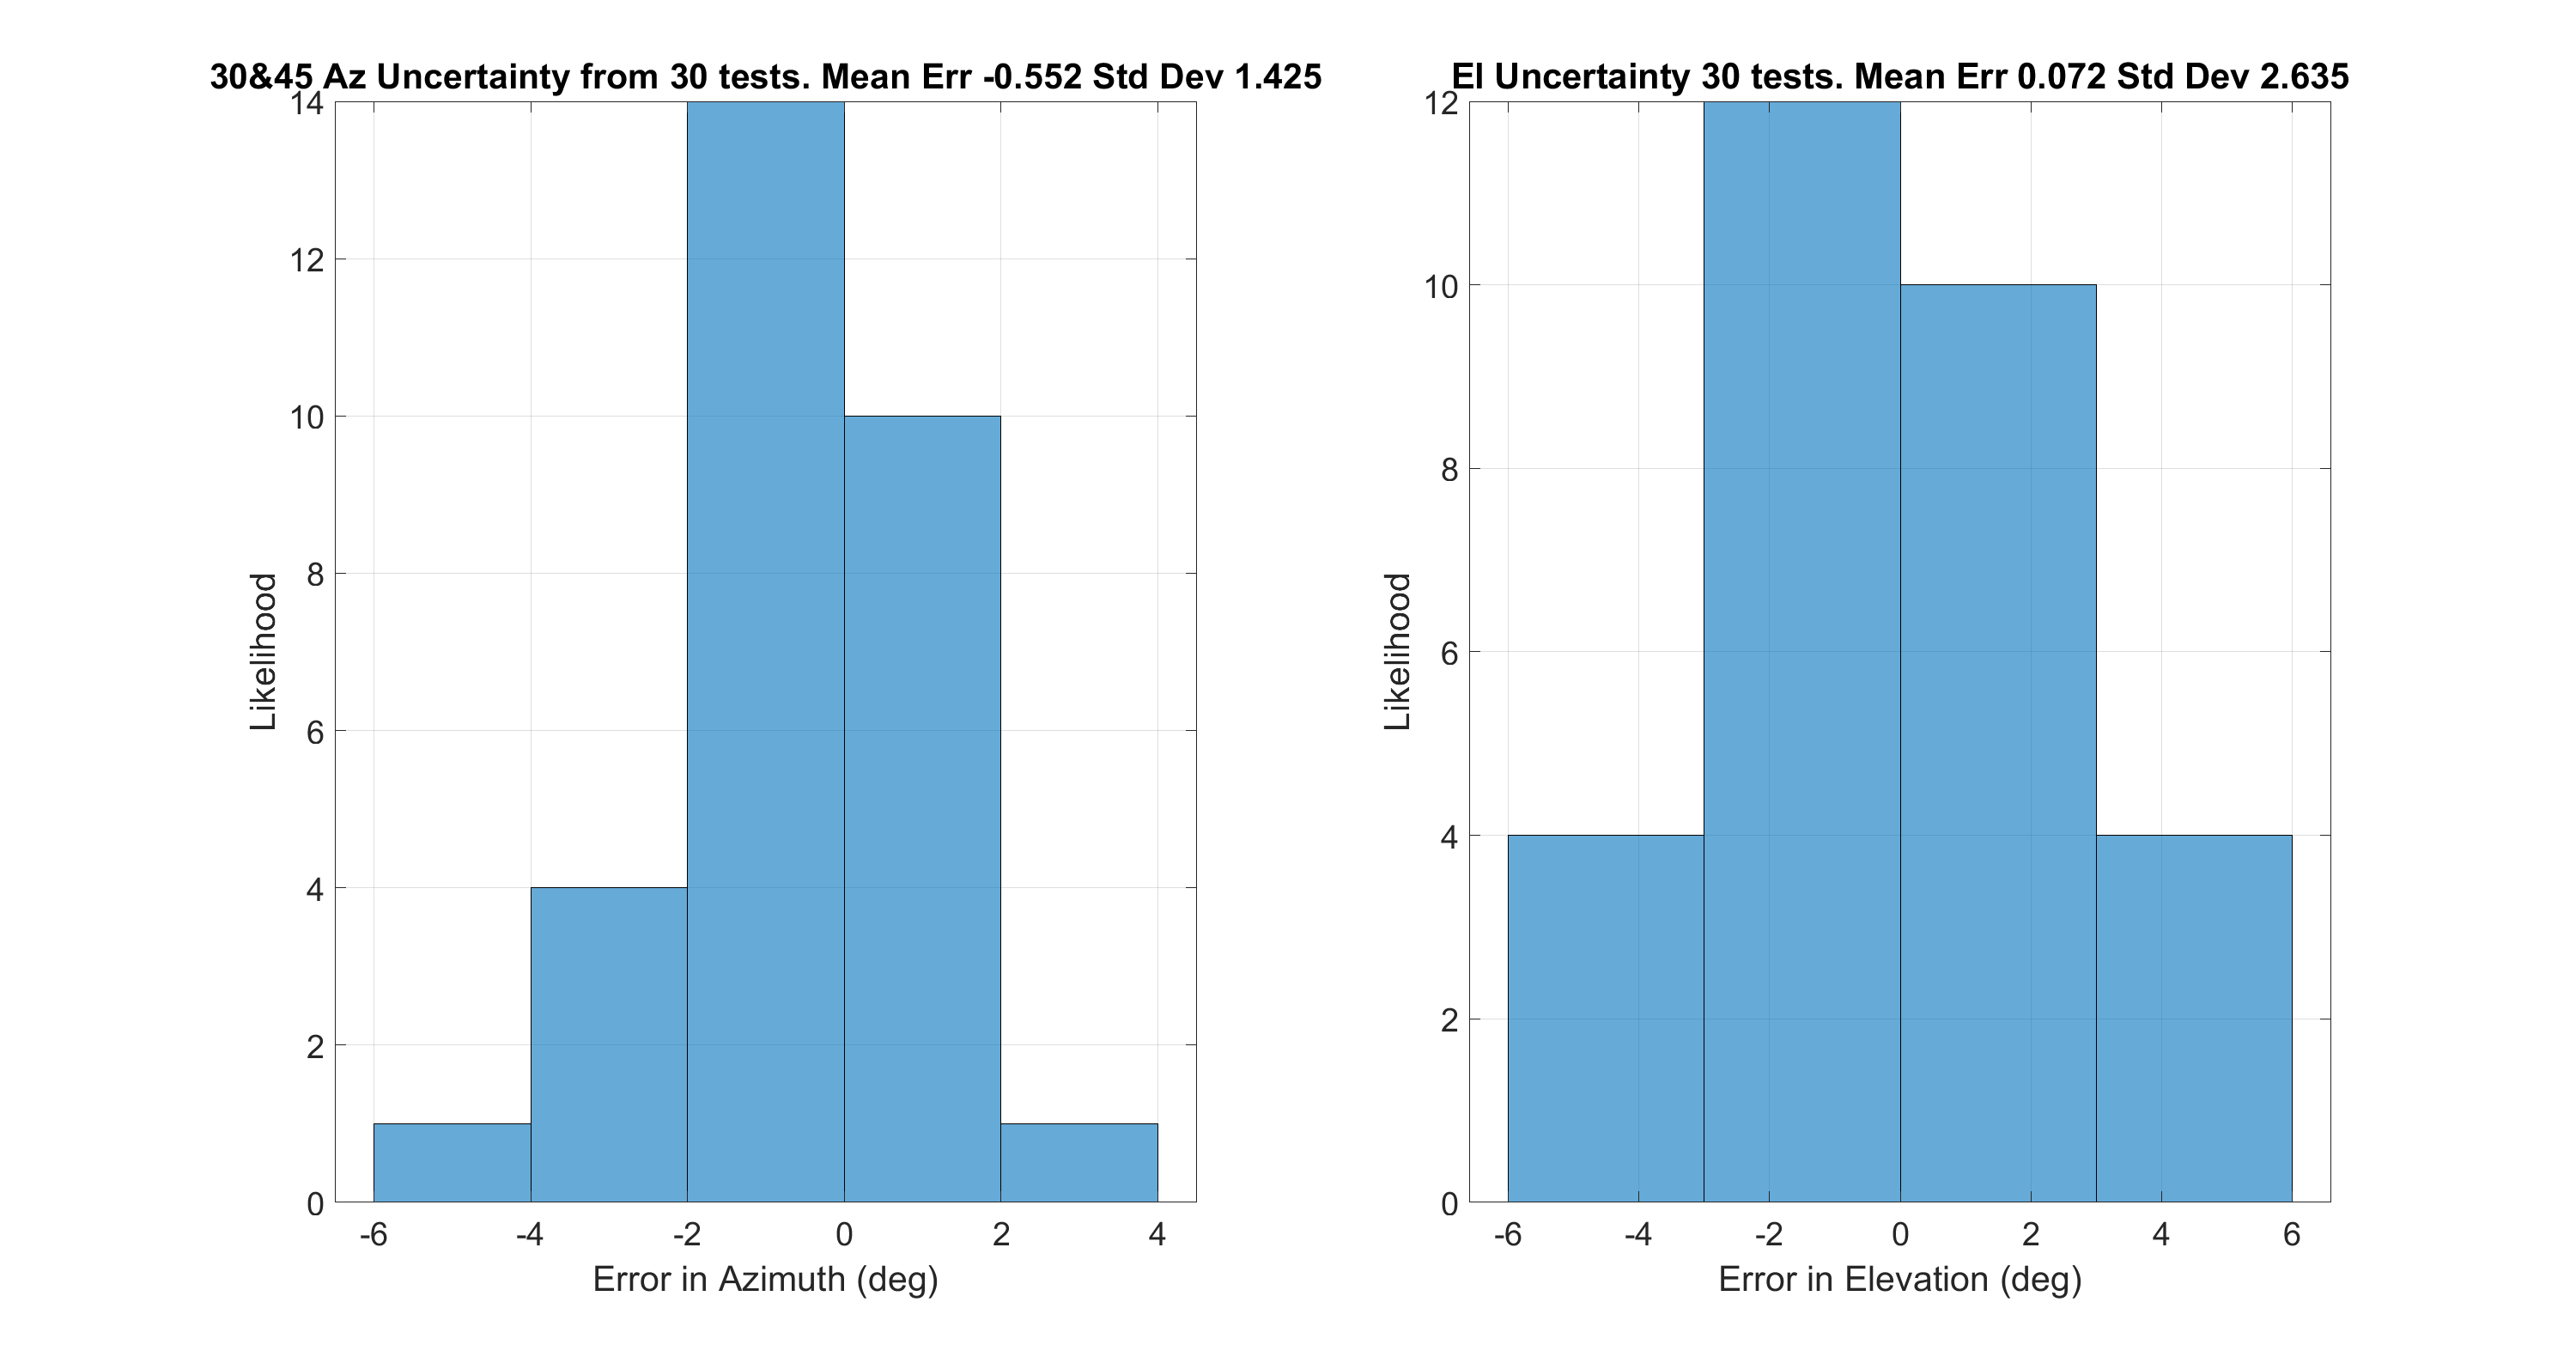 30&45 Az Uncertainty from 30 tests. Mean Err -0.552 Std Dev 1.425
14
12
10
8
6
4
2
0
Likelihood
-6 -4 -2 0 2 4
Error in Azimuth (deg)
El Uncertainty 30 tests. Mean Err 0.072 Std Dev 2.635
12
10
8
6
4
2
0
Likelihood
-6 -4 -2 0 2 4 6
Error in Elevation (deg)